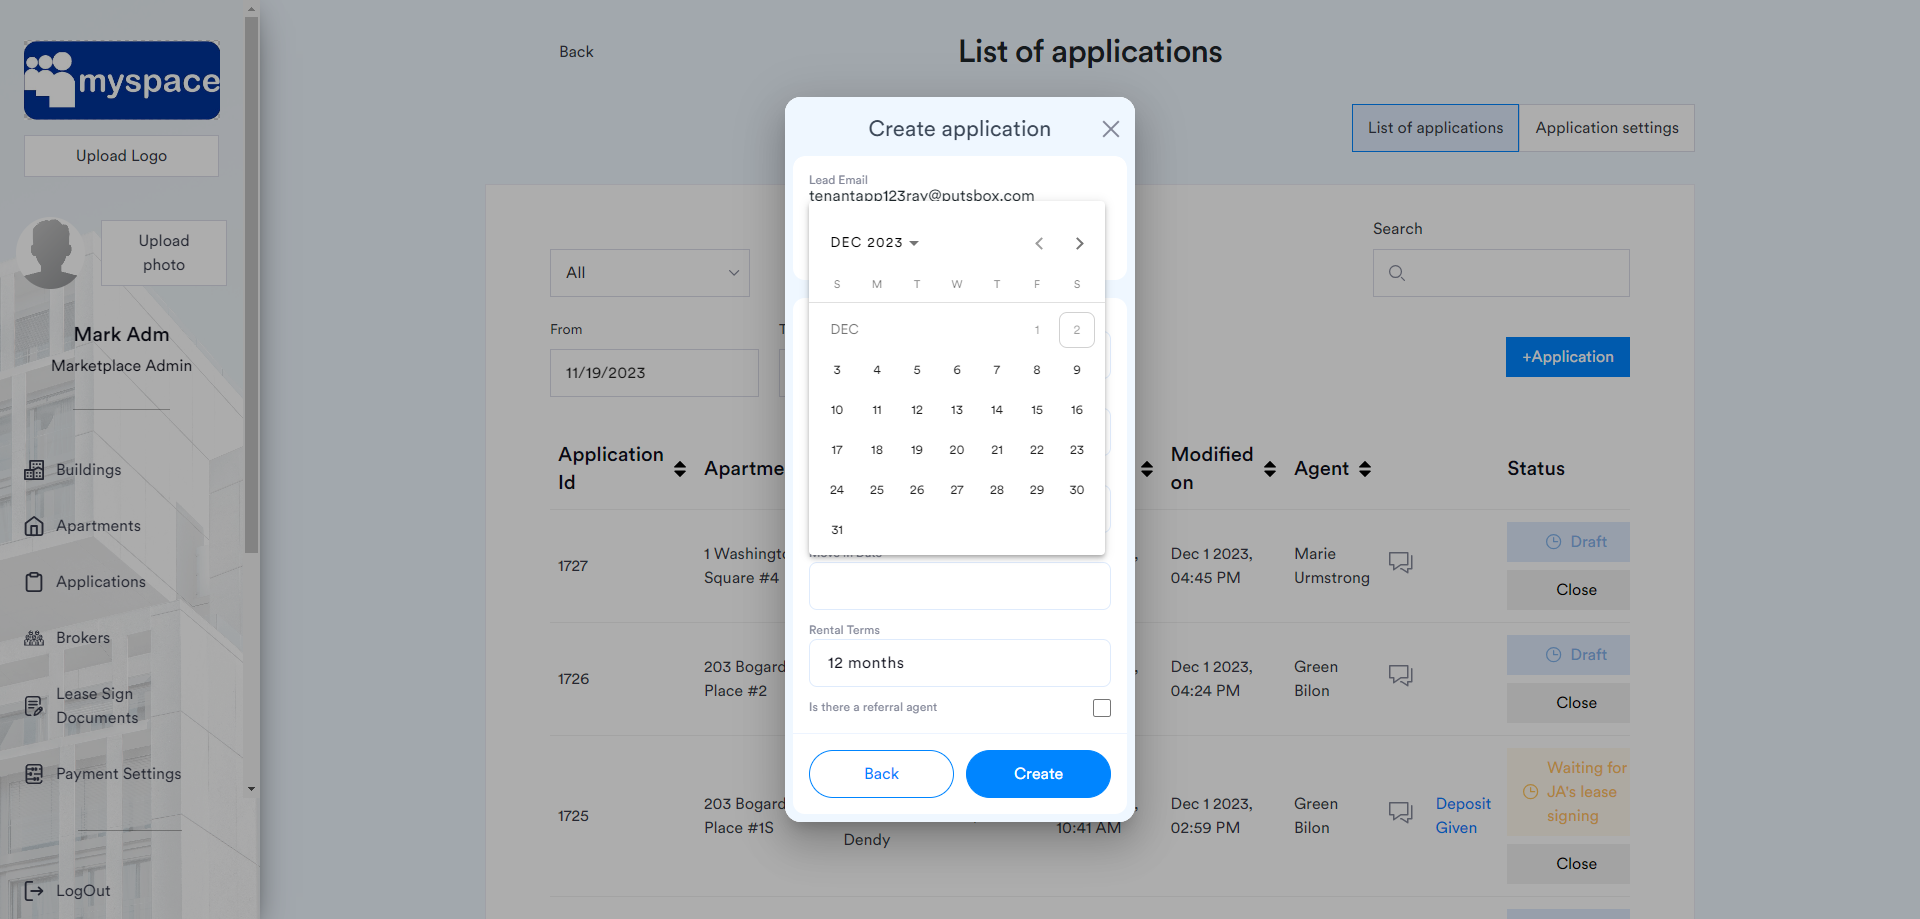 myspace
Upload Logo
Upload
photo
Mark Adm
Marketplace Admin
Buildings
Apartments
Applications
Brokers
Lease Sign
Documents
Payment Settings
LogOut
Back
List of applications
List of applications
Application settings
All
Search
From
11/19/2023
+Application
Application
Id
Apartme
Modified
on
Agent
Status
1727
1 Washingt
Square #4
Dec 1 2023,
04:45 PM
Marie
Urmstrong
Draft
Close
1726
203 Bogard
Place #2
Dec 1 2023,
04:24 PM
Green
Bilon
Draft
Close
1725
203 Bogard
Place #1S
Dendy
10:41 AM
Dec 1 2023,
02:59 PM
Green
Bilon
Deposit
Given
Waiting for
JA's lease
signing
Close
Create application
Lead Email
tenantapp123ray@putsbox.com
DEC 2023
S M T W T F S
DEC 1 2
3 4 5 6 7 8 9
10 11 12 13 14 15 16
17 18 19 20 21 22 23
24 25 26 27 28 29 30
31
Move in Date
Rental Terms
12 months
Is there a referral agent
Back
Create